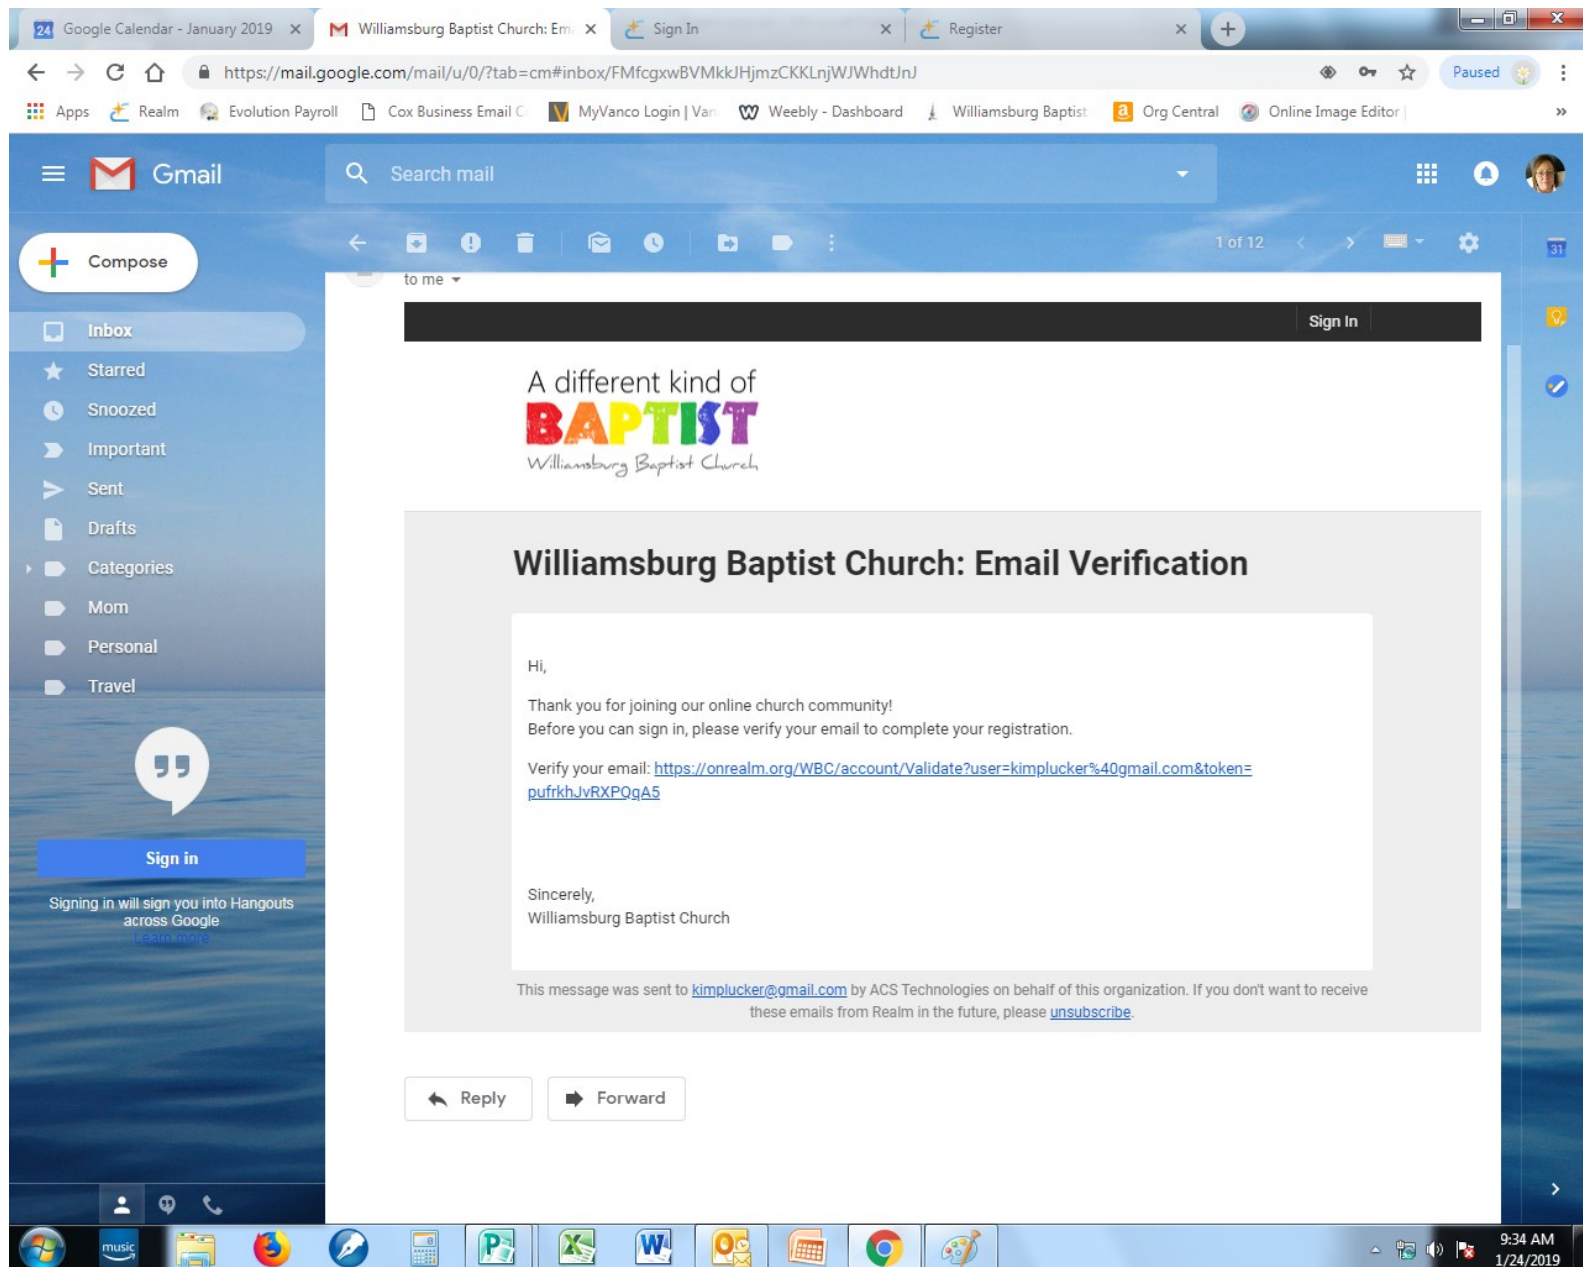 24 Google Calendar - January 2019
Williamsburg Baptist Church: Em
Sign In
Register
https://mail.google.com/mail/u/0/?tab=cm#inbox/FMfcgxwBVMkkJHjmzCKKLnjWJWhdtJnJ
Paused
Apps
Realm
Evolution Payroll
Cox Business Email C
MyVanco Login | Van
Weebly - Dashboard
Williamsburg Baptist
Org Central
Online Image Editor |
Gmail
Search mail
Compose
1 of 12
31
to me
Sign In
Inbox
Starred
Snoozed
Important
Sent
Drafts
Categories
Mom
Personal
Travel
A different kind of
BAPTIST
Williamsburg Baptist Church
Williamsburg Baptist Church: Email Verification
Hi,
Thank you for joining our online church community!
Before you can sign in, please verify your email to complete your registration.
Verify your email: https://onrealm.org/WBC/account/Validate?user=kimplucker%40gmail.com&token=
pufrkhJvRXPQqA5
Sincerely,
Williamsburg Baptist Church
This message was sent to kimplucker@gmail.com by ACS Technologies on behalf of this organization. If you don't want to receive
these emails from Realm in the future, please unsubscribe.
Sign in
Signing in will sign you into Hangouts
across Google
Learn more
Reply
Forward
music
9:34 AM
1/24/2019